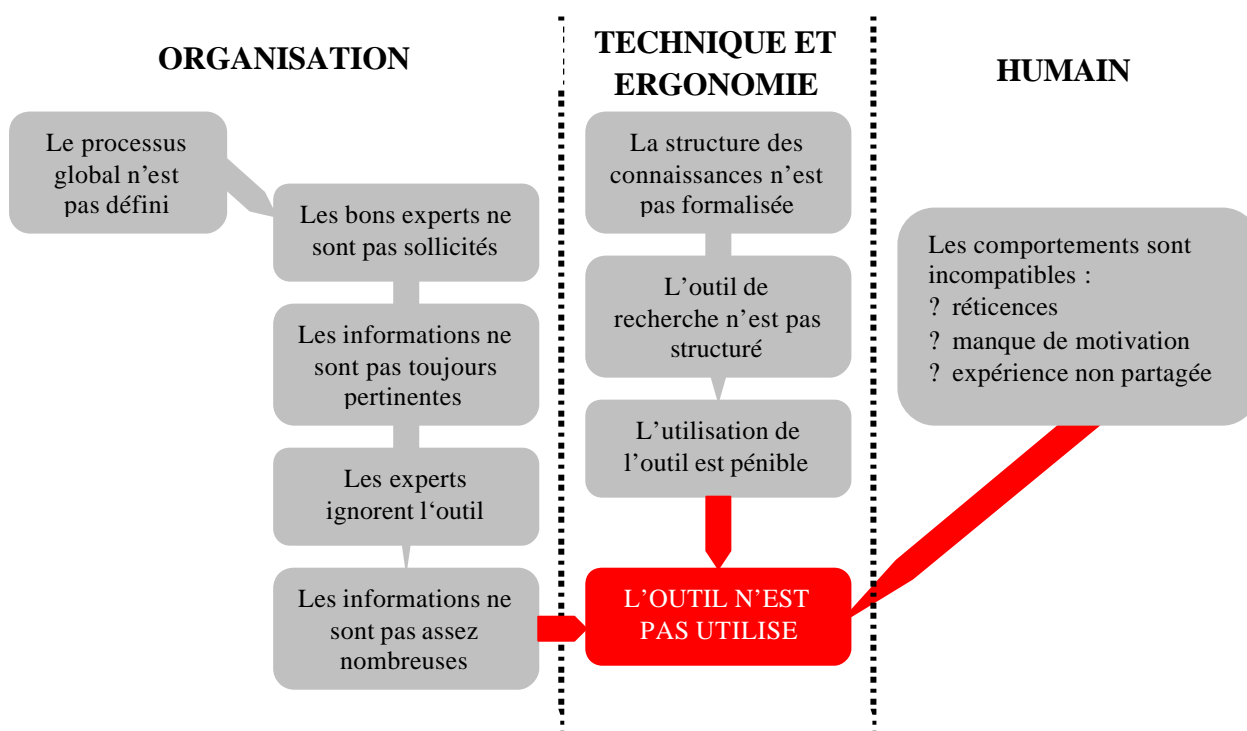 ORGANISATION
Le processus
global n’est
pas défini
Les bons experts ne
sont pas sollicités
Les informations ne
sont pas toujours
pertinentes
Les experts
ignorent l‘outil
Les informations ne
sont pas assez
nombreuses
TECHNIQUE ET
ERGONOMIE
La structure des
connaissances n’est
pas formalisée
L’outil de
recherche n’est pas
structuré
L’utilisation de
l’outil est pénible
L’OUTIL N’EST
PAS UTILISE
HUMAIN
Les comportements sont
incompatibles :
? réticences
? manque de motivation
? expérience non partagée